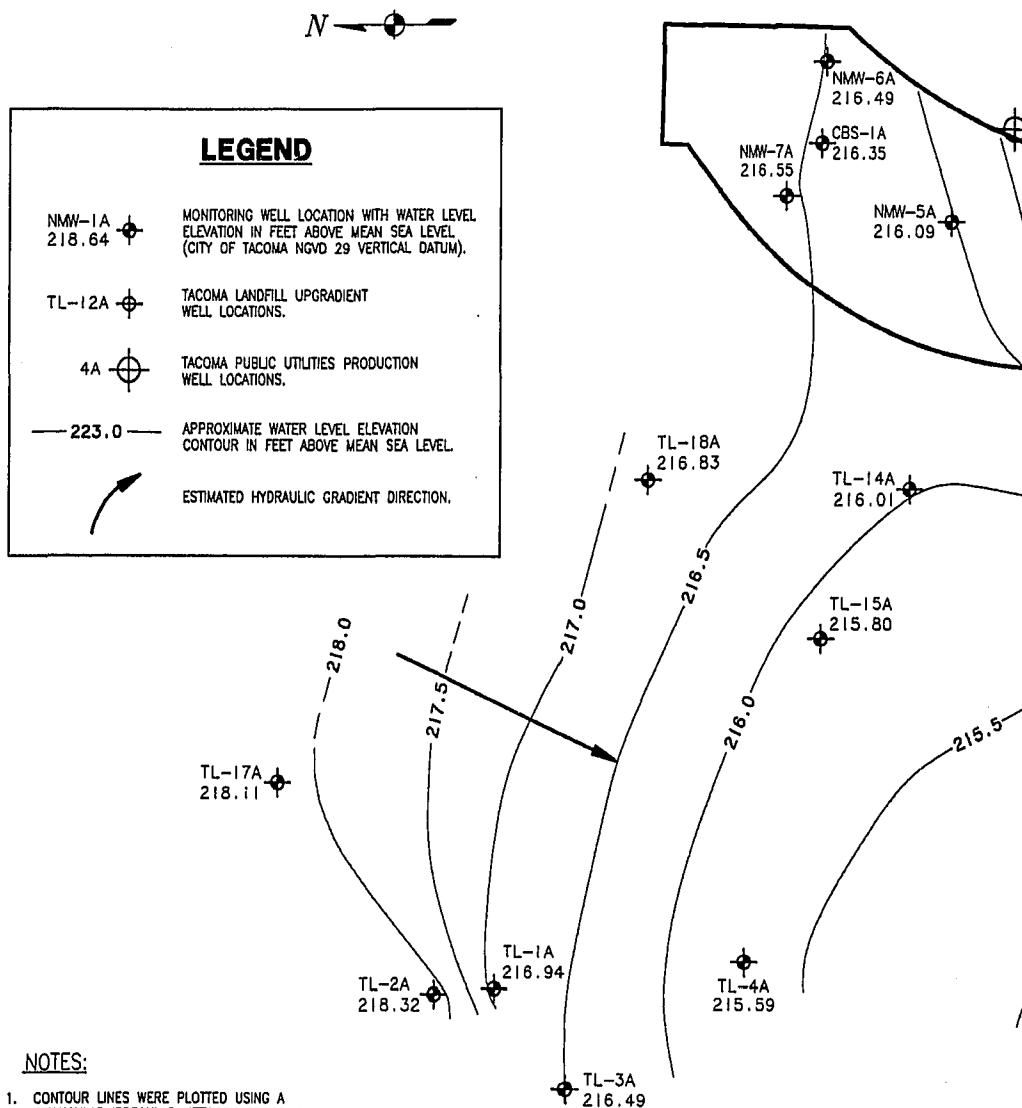 N
LEGEND
NMW-1A
218.64
MONITORING WELL LOCATION WITH WATER LEVEL
ELEVATION IN FEET ABOVE MEAN SEA LEVEL
(CITY OF TACOMA NGVD 29 VERTICAL DATUM).
TL-12A
TACOMA LANDFILL UPGRADIENT
WELL LOCATIONS.
4A
TACOMA PUBLIC UTILITIES PRODUCTION
WELL LOCATIONS.
223.0
APPROXIMATE WATER LEVEL ELEVATION
CONTOUR IN FEET ABOVE MEAN SEA LEVEL.
ESTIMATED HYDRAULIC GRADIENT DIRECTION.
NMW-6A
216.49
CBS-1A
216.35
NMW-7A
216.55
NMW-5A
216.09
TL-18A
216.83
TL-14A
216.01
216.5
TL-15A
215.80
217.0
218.0
217.5
216.0
215.5
TL-17A
218.11
TL-1A
216.94
TL-2A
218.32
TL-4A
215.59
TL-3A
216.49
NOTES:
1. CONTOUR LINES WERE PLOTTED USING A